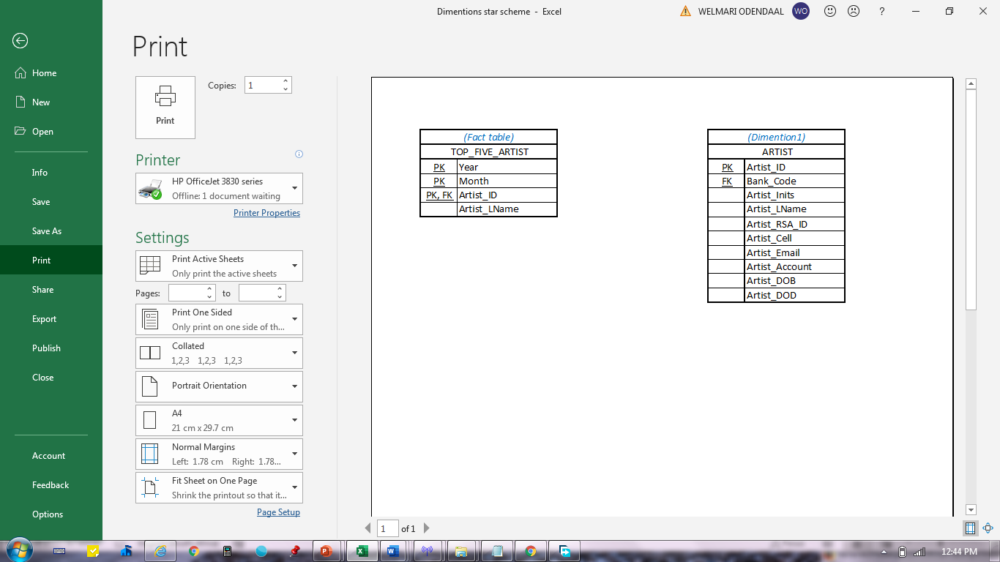 Dimentions star scheme - Excel
WELMARI ODENDAAL
WO
?
Print
Home
New
Open
Info
Save
Save As
Print
Share
Export
Publish
Close
Account
Feedback
Options
Print
Copies: 1
Printer
HP OfficeJet 3830 series
Offline: 1 document waiting
Printer Properties
Settings
Print Active Sheets
Only print the active sheets
Pages: to
Print One Sided
Only print on one side of th...
Collated
1,2,3 1,2,3 1,2,3
Portrait Orientation
A4
21 cm x 29.7 cm
Normal Margins
Left: 1.78 cm Right: 1.78...
Fit Sheet on One Page
Shrink the printout so that it...
Page Setup
(Fact table)
TOP_FIVE_ARTIST
PK Year
PK Month
PK, FK Artist_ID
Artist_LName
(Dimention1)
ARTIST
PK Artist_ID
FK Bank_Code
Artist_Inits
Artist_LName
Artist_RSA_ID
Artist_Cell
Artist_Email
Artist_Account
Artist_DOB
Artist_DOD
1 of 1
12:44 PM